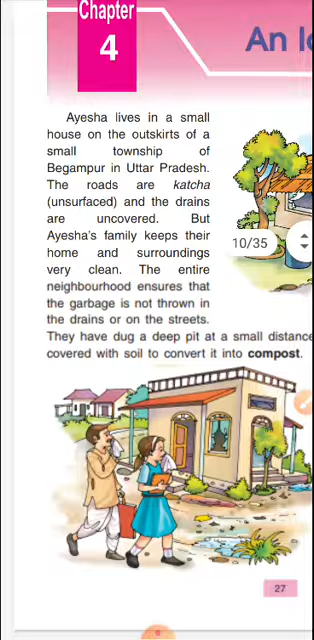 Chapter
4
An
Ayesha lives in a small
house on the outskirts of a
small township of
Begampur in Uttar Pradesh.
The roads are katcha
(unsurfaced) and the drains
are uncovered. But
Ayesha's family keeps their
home and surroundings
very clean. The entire
neighbourhood ensures that
the garbage is not thrown in
the drains or on the streets.
They have dug a deep pit at a small distance
covered with soil to convert it into compost.
10/35
27